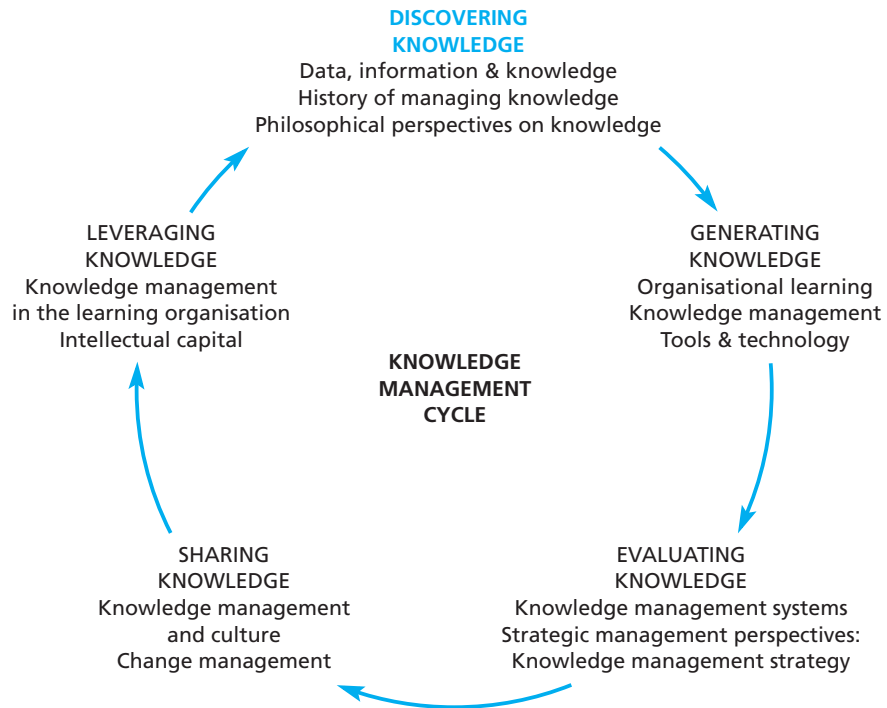 DISCOVERING
KNOWLEDGE
Data, information & knowledge
History of managing knowledge
Philosophical perspectives on knowledge
GENERATING
KNOWLEDGE
Organisational learning
Knowledge management
Tools & technology
EVALUATING
KNOWLEDGE
Knowledge management systems
Strategic management perspectives:
Knowledge management strategy
SHARING
KNOWLEDGE
Knowledge management
and culture
Change management
LEVERAGING
KNOWLEDGE
Knowledge management
in the learning organisation
Intellectual capital
KNOWLEDGE
MANAGEMENT
CYCLE